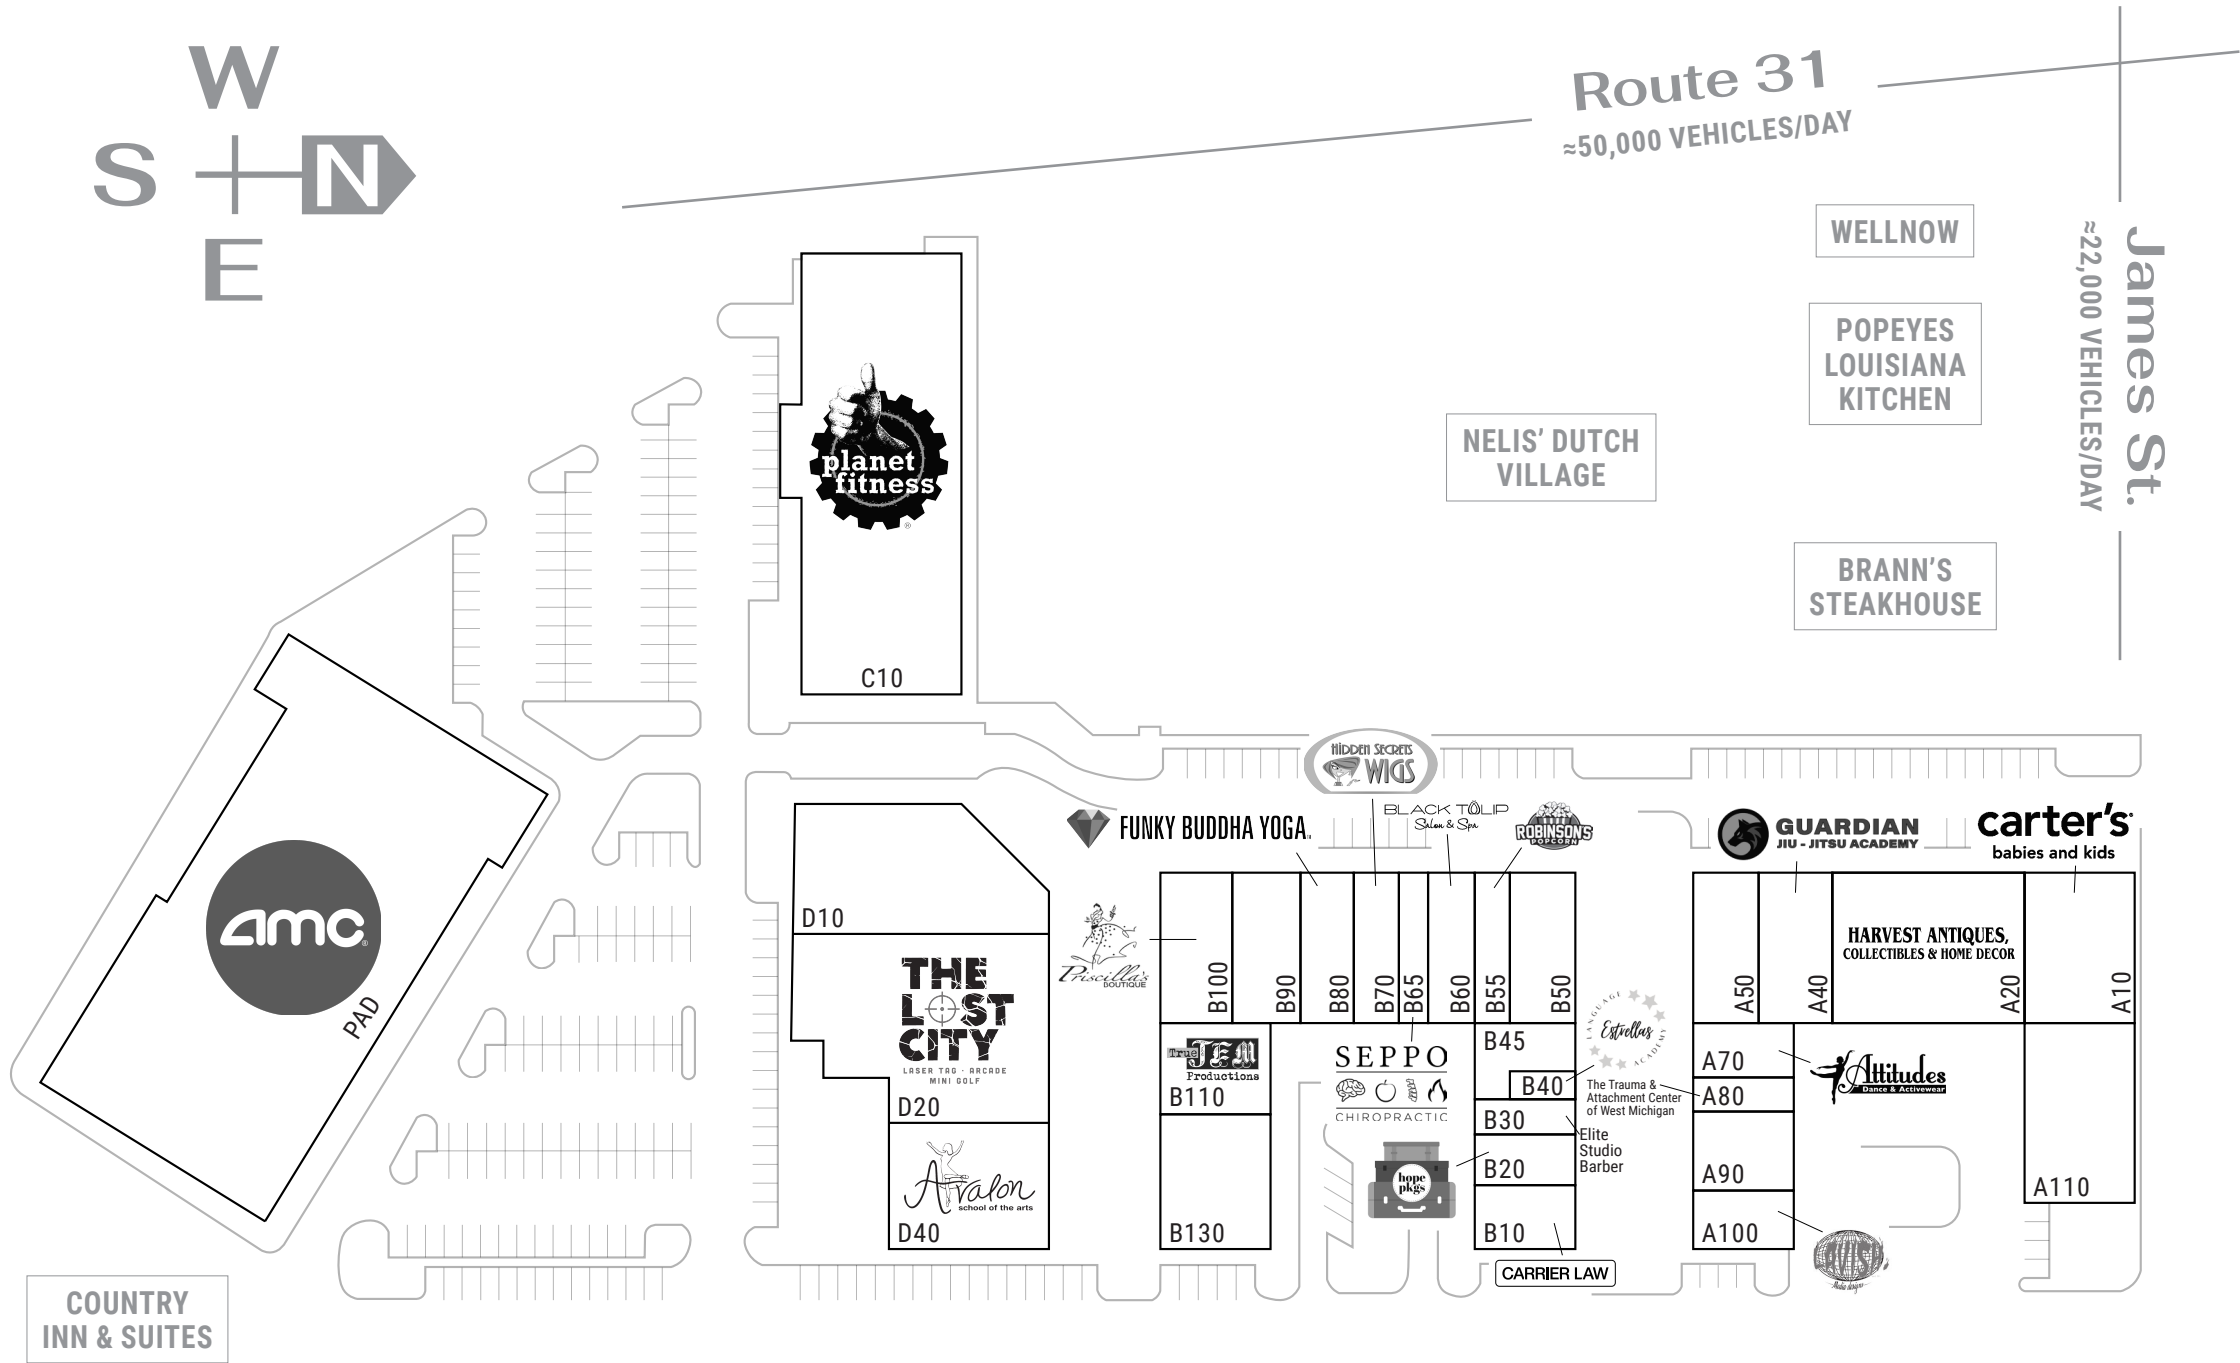 W
S
N
E
Route 31
≈50,000 VEHICLES/DAY
James St.
≈22,000 VEHICLES/DAY
WELLNOW
POPEYES
LOUISIANA
KITCHEN
NELIS’ DUTCH
VILLAGE
BRANN’S
STEAKHOUSE
planet
fitness®
C10
amc®
PAD
COUNTRY
INN & SUITES
D10
THE
LOST
CITY
LASER TAG · ARCADE
MINI GOLF
D20
Avalon
school of the arts
D40
HIDDEN SECRETS
WIGS
FUNKY BUDDHA YOGA
BLACK TULIP
Salon & Spa
ROBINSON'S
POPCORN
Priscilla's
BOUTIQUE
B100
B90
B80
B70
B65
B60
B55
B50
True JEM
Productions
B110
B130
SEPPO
CHIROPRACTIC
hope
pkgs
B45
B40
B30
B20
B10
LANGUAGE
Estrellas
ACADEMY
The Trauma &
Attachment Center
of West Michigan
Elite
Studio
Barber
CARRIER LAW
GUARDIAN
JIU - JITSU ACADEMY
carter's
babies and kids
HARVEST ANTIQUES,
COLLECTIBLES & HOME DECOR
A50
A40
A20
A10
A70
A80
A90
A100
A110
Attitudes
Dance & Activewear